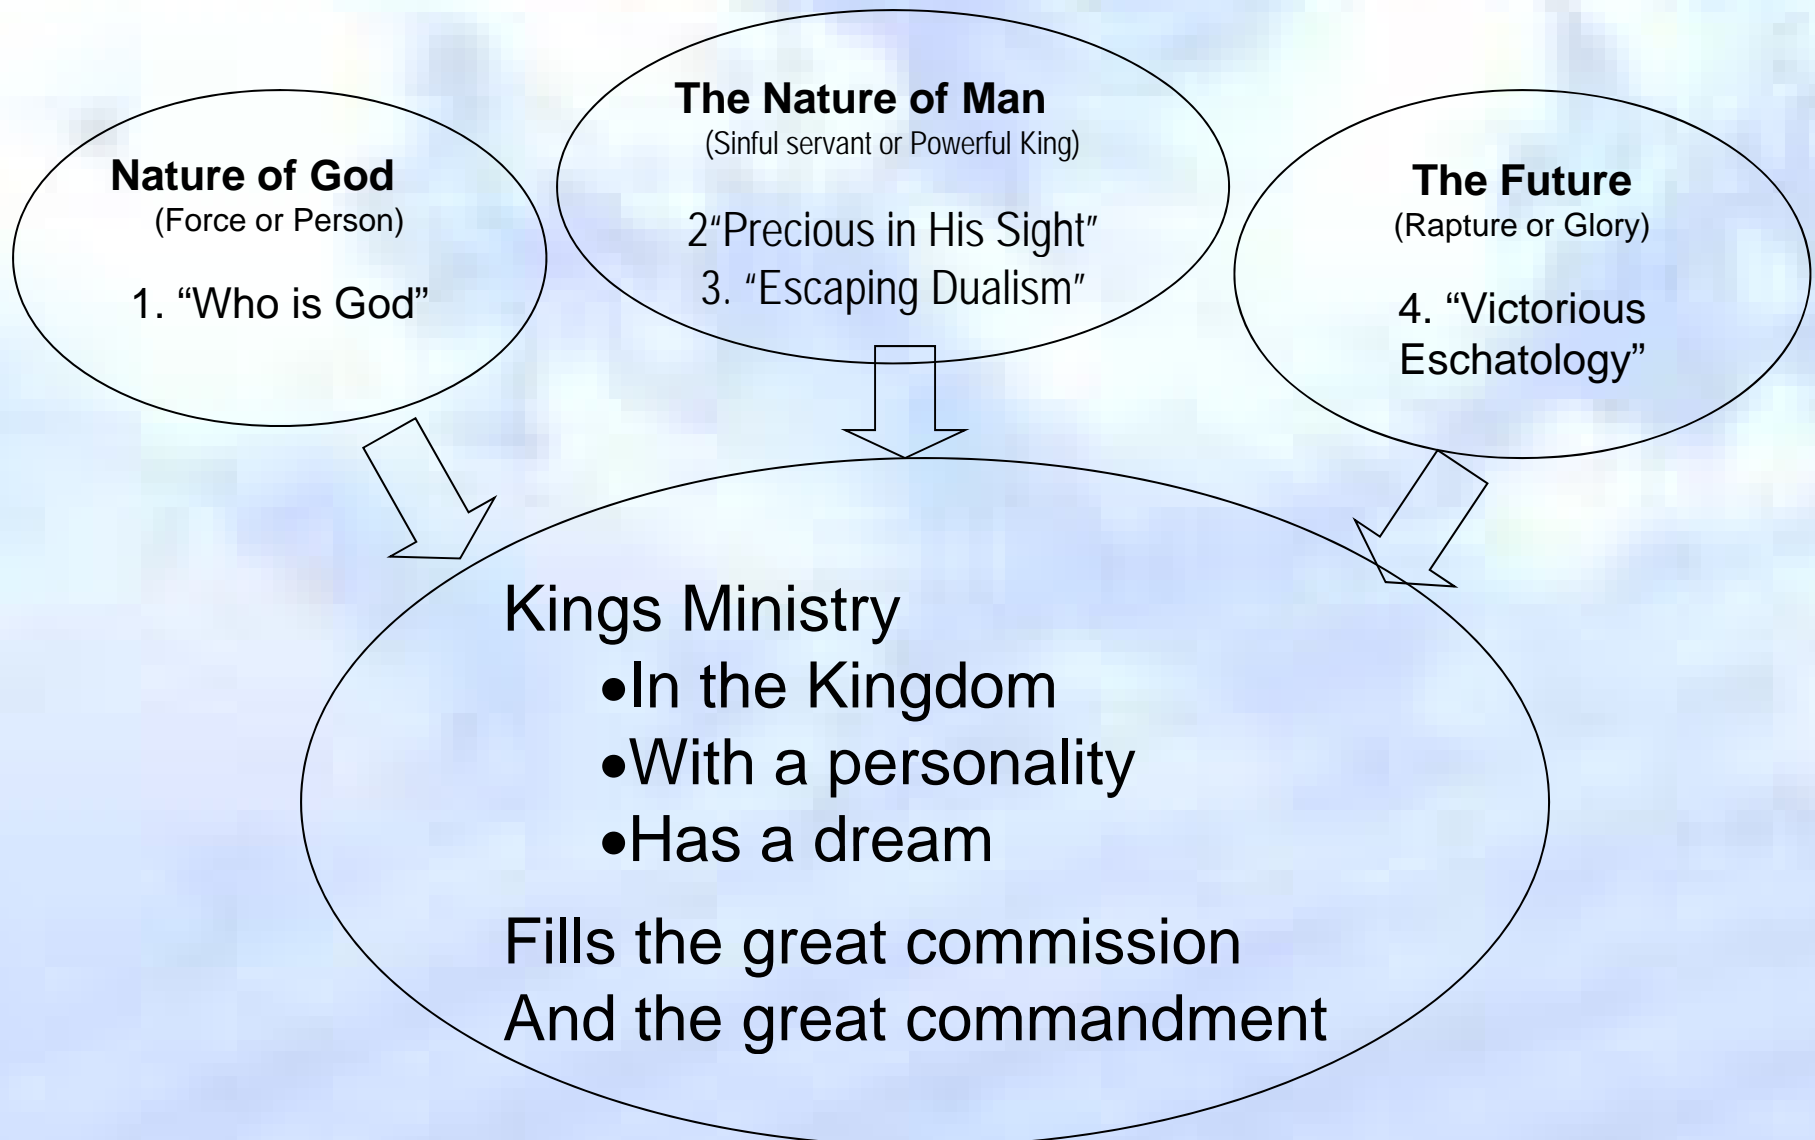 Nature of God
(Force or Person)
1. “Who is God”
The Nature of Man
(Sinful servant or Powerful King)
2“Precious in His Sight”
3. “Escaping Dualism”
The Future
(Rapture or Glory)
4. “Victorious
Eschatology”
Kings Ministry
•In the Kingdom
•With a personality
•Has a dream
Fills the great commission
And the great commandment